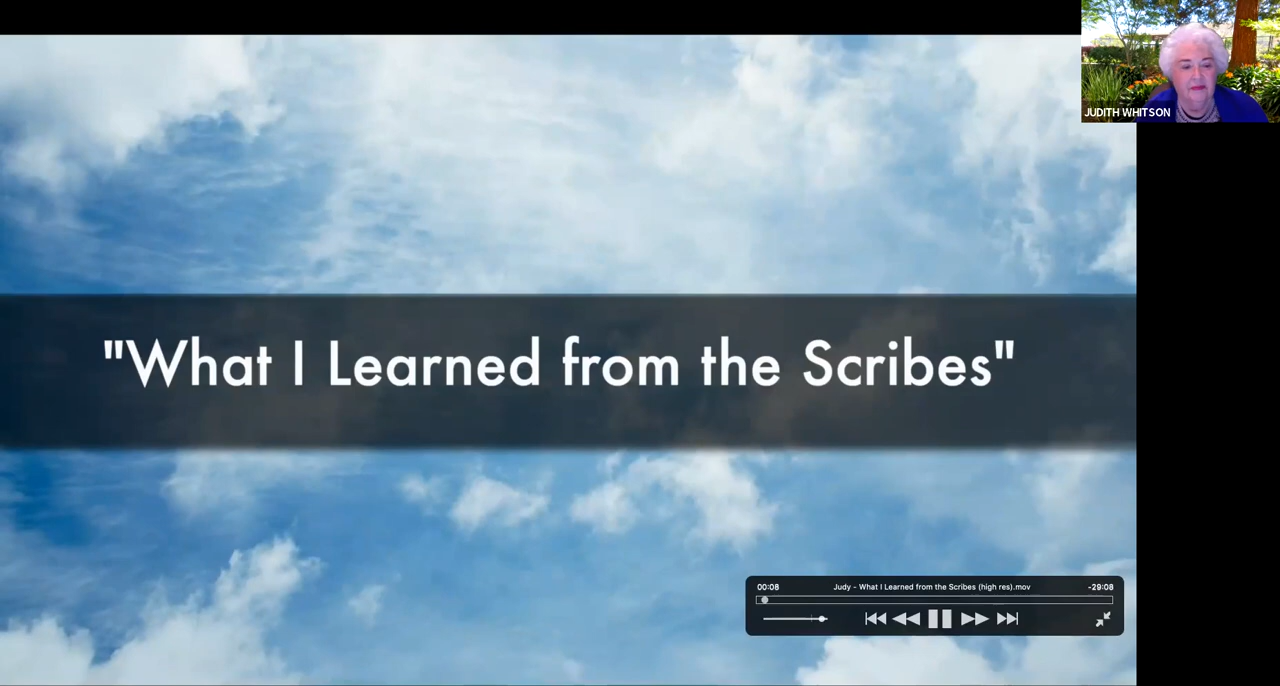 JUDITH WHITSON
"What I Learned from the Scribes"
00:08 Judy - What I Learned from the Scribes (high res).mov -29:08